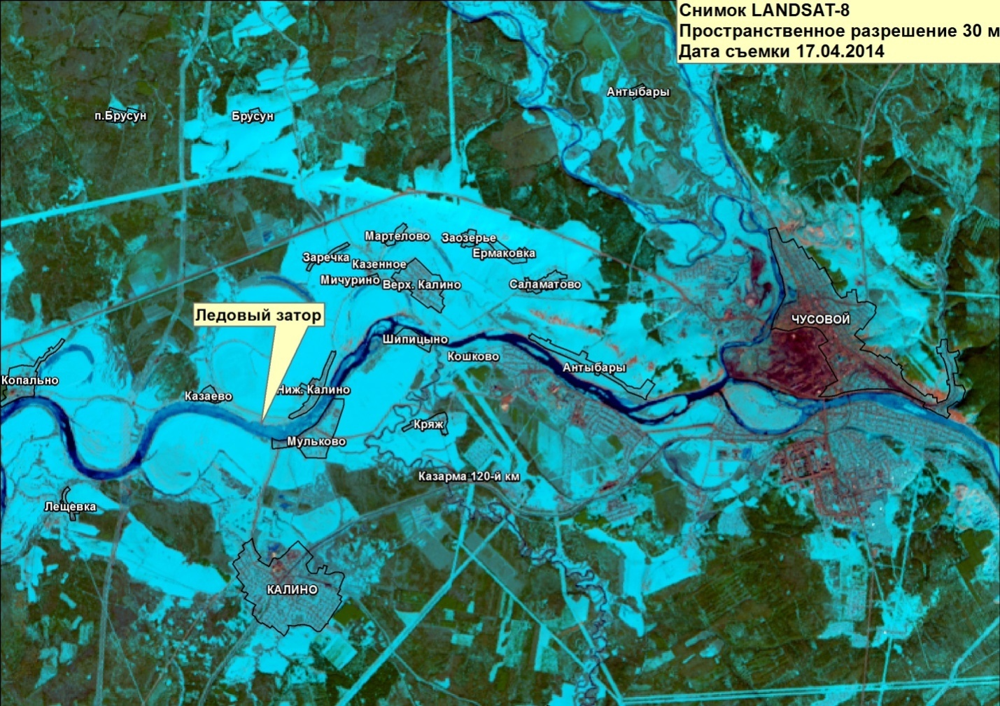 Снимок LANDSAT-8
Пространственное разрешение 30 м
Дата съемки 17.04.2014
Антыбары
п.Брусун
Брусун
Мартелово
Заозерье
Ермаковка
Заречка
Казенное
Мичурино
Верх. Калино
Саламатово
Ледовый затор
ЧУСОВОЙ
Шипицыно
Кошково
Антыбары
Копально
Ниж. Калино
Казаево
Кряж
Мульково
Казарма 120-й км
Лещевка
КАЛИНО